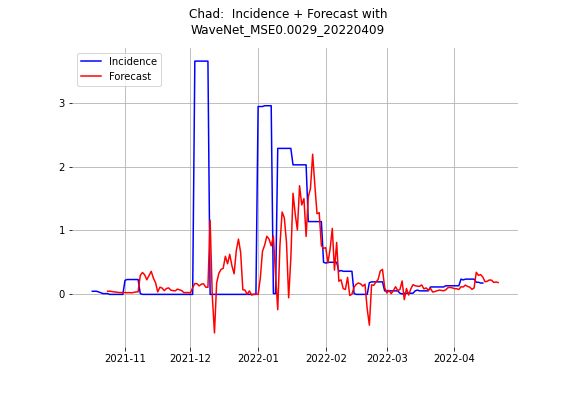 Chad:  Incidence + Forecast with
WaveNet_MSE0.0029_20220409
Incidence
Forecast
3
2
1
0
2021-11
2021-12
2022-01
2022-02
2022-03
2022-04